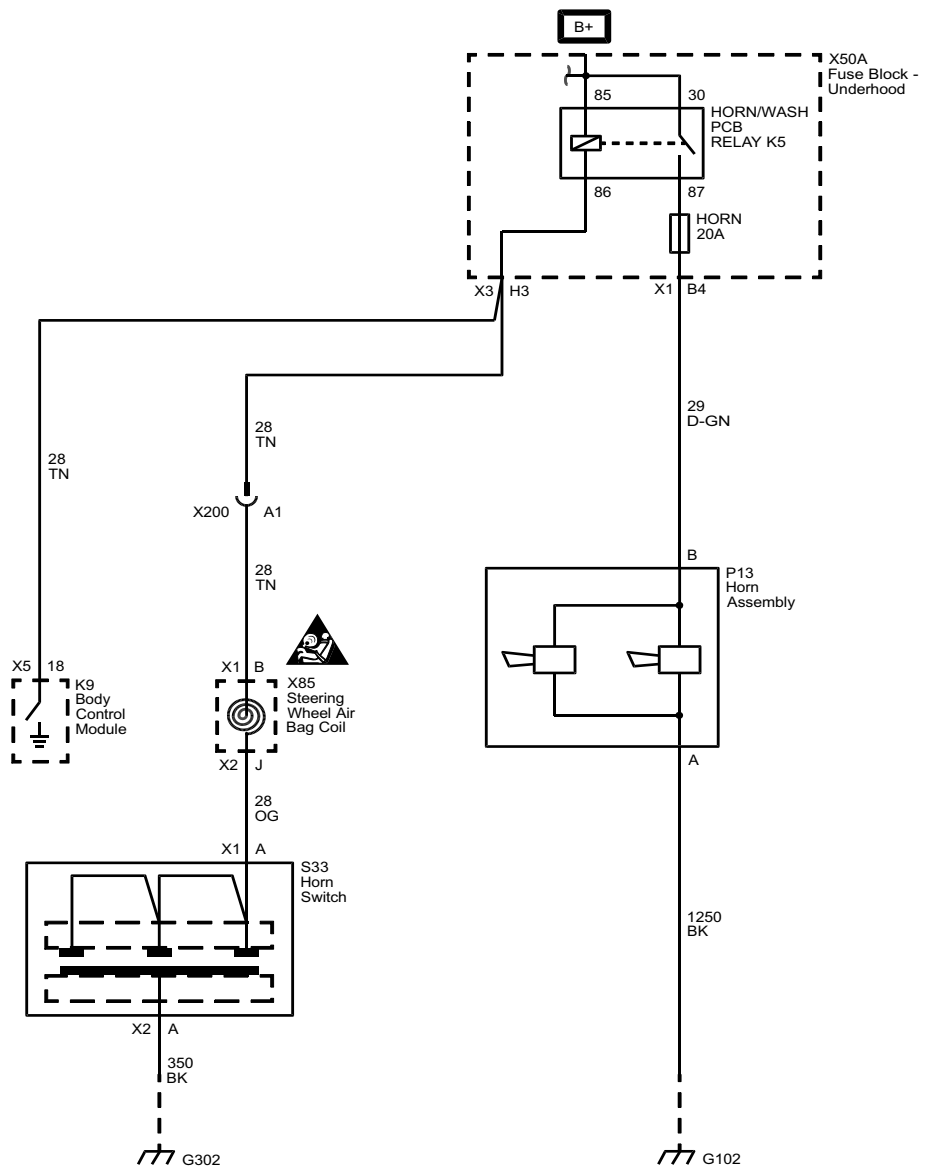 B+
X50A
Fuse Block -
Underhood
85
30
HORN/WASH
PCB
RELAY K5
86
87
HORN
20A
X3
H3
X1
B4
29
D-GN
28
TN
28
TN
X200
A1
28
TN
B
P13
Horn
Assembly
X5
18
K9
Body
Control
Module
X1
B
X85
Steering
Wheel Air
Bag Coil
X2
J
A
28
OG
X1
A
S33
Horn
Switch
1250
BK
X2
A
350
BK
G302
G102